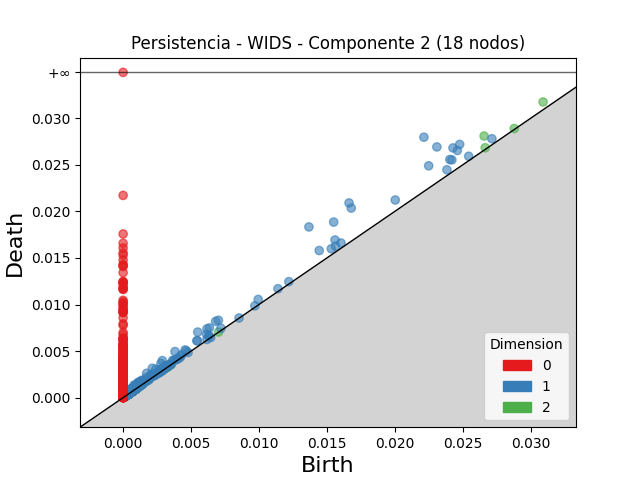 Persistencia - WIDS - Componente 2 (18 nodos)
+∞
0.030
0.025
0.020
0.015
0.010
0.005
0.000
Death
Dimension
0
1
2
0.000 0.005 0.010 0.015 0.020 0.025 0.030
Birth